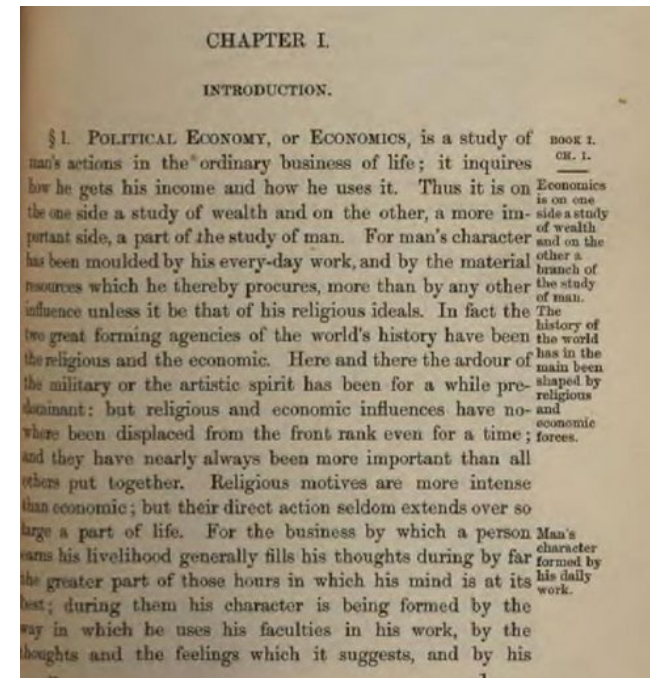 CHAPTER I.
INTRODUCTION.
§ 1. POLITICAL ECONOMY, or ECONOMICS, is a study of
man's actions in the ordinary business of life; it inquires
how he gets his income and how he uses it. Thus it is on
the one side a study of wealth and on the other, a more im-
portant side, a part of the study of man. For man's character
has been moulded by his every-day work, and by the material
resources which he thereby procures, more than by any other
influence unless it be that of his religious ideals. In fact the
two great forming agencies of the world's history have been
the religious and the economic. Here and there the ardour of
the military or the artistic spirit has been for a while pre-
dominant: but religious and economic influences have no-
where been displaced from the front rank even for a time;
and they have nearly always been more important than all
others put together. Religious motives are more intense
than economic; but their direct action seldom extends over so
large a part of life. For the business by which a person
earns his livelihood generally fills his thoughts during by far
the greater part of those hours in which his mind is at its
best; during them his character is being formed by the
way in which he uses his faculties in his work, by the
thoughts and the feelings which it suggests, and by his
BOOK I.
CH. I.
Economics
is on one
side a study
of wealth
and on the
other a
branch of
the study
of man.
The
history of
the world
has in the
main been
shaped by
religious
and
economic
forces.
Man's
character
formed by
his daily
work.